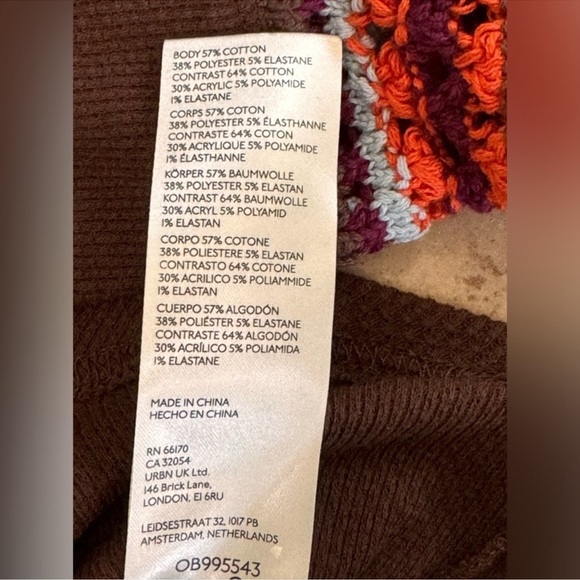 BODY 57% COTTON
38% POLYESTER 5% ELASTANE
CONTRAST 64% COTTON
30% ACRYLIC 5% POLYAMIDE
1% ELASTANE
CORPS 57% COTON
38% POLYESTER 5% ÉLASTHANNE
CONTRASTE 64% COTON
30% ACRYLIQUE 5% POLYAMIDE
1% ÉLASTHANNE
KÖRPER 57% BAUMWOLLE
38% POLYESTER 5% ELASTAN
KONTRAST 64% BAUMWOLLE
30% ACRYL 5% POLYAMID
1% ELASTAN
CORPO 57% COTONE
38% POLIESTERE 5% ELASTAN
CONTRASTO 64% COTONE
30% ACRILICO 5% POLIAMMIDE
1% ELASTAN
CUERPO 57% ALGODÓN
38% POLIÉSTER 5% ELASTANE
CONTRASTE 64% ALGODÓN
30% ACRÍLICO 5% POLIAMIDA
1% ELASTANE
MADE IN CHINA
HECHO EN CHINA
RN 66170
CA 32054
URBN UK Ltd.
146 Brick Lane,
LONDON, E1 6RU
LEIDSESTRAAT 32, 1017 PB
AMSTERDAM, NETHERLANDS
OB995543